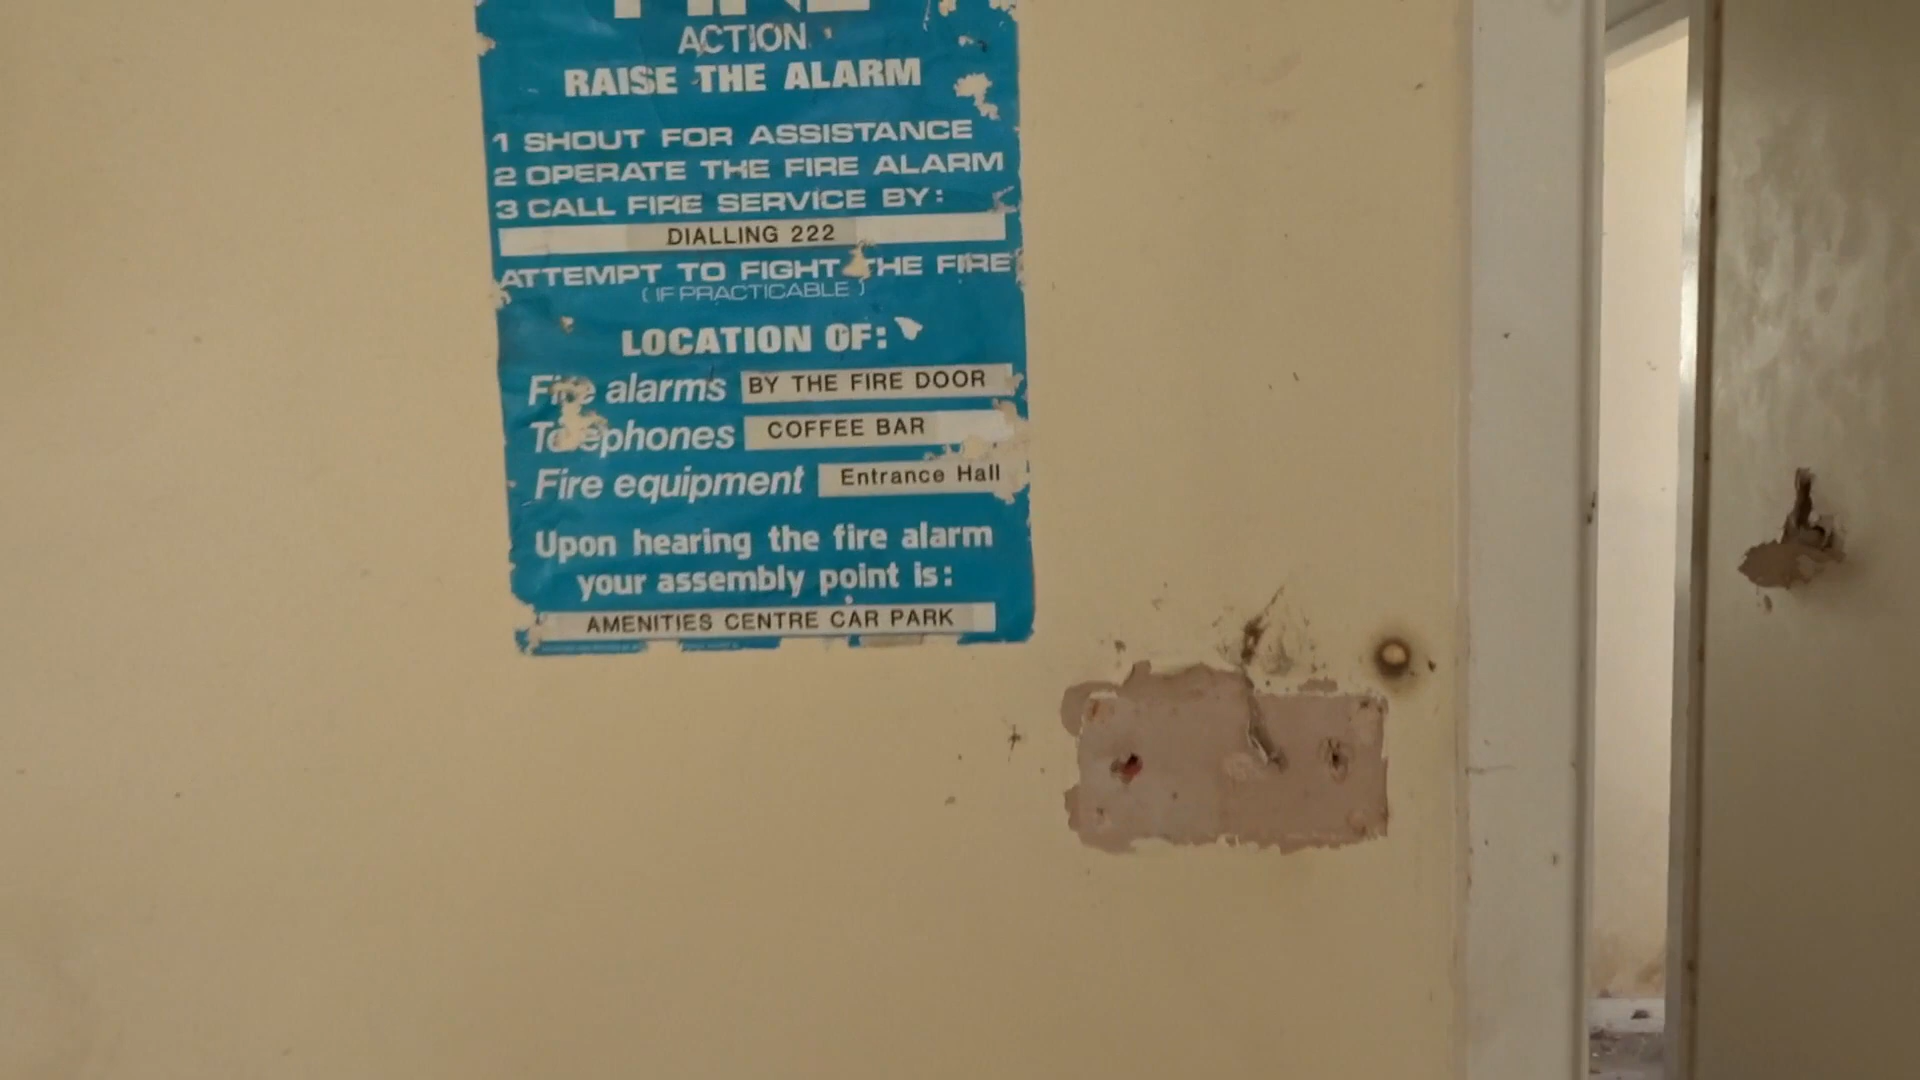 FIRE
ACTION
RAISE THE ALARM
1 SHOUT FOR ASSISTANCE
2 OPERATE THE FIRE ALARM
3 CALL FIRE SERVICE BY:
DIALLING 222
ATTEMPT TO FIGHT THE FIRE
(IF PRACTICABLE)
LOCATION OF:
Fire alarms BY THE FIRE DOOR
Telephones COFFEE BAR
Fire equipment Entrance Hall
Upon hearing the fire alarm
your assembly point is:
AMENITIES CENTRE CAR PARK